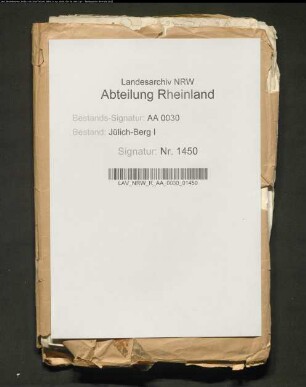 Landesarchiv NRW
Abteilung Rheinland
Bestands-Signatur: AA 0030
Bestand: Jülich-Berg I
Signatur: Nr. 1450
LAV_NRW_R_AA_0030_01450